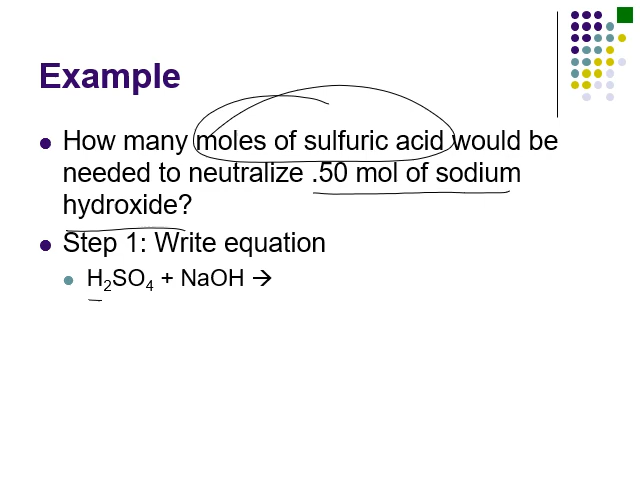 Example
How many moles of sulfuric acid would be
needed to neutralize .50 mol of sodium
hydroxide?
Step 1: Write equation
H₂SO₄ + NaOH →